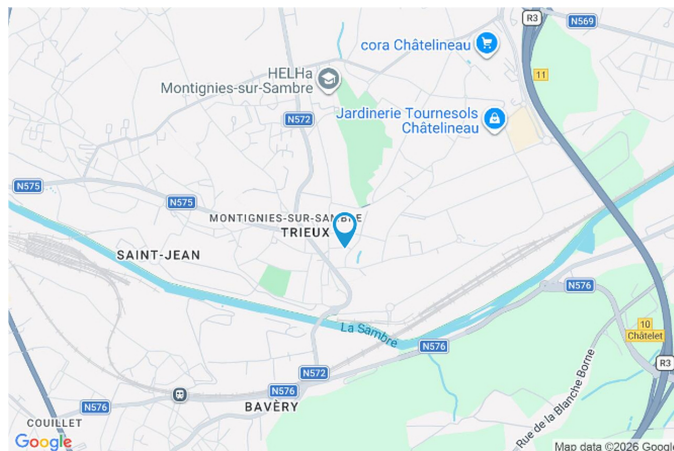 R3
N569
cora Châtelineau
11
HELHa
Montignies-sur-Sambre
Jardinerie Tournesols
Châtelineau
N572
N575
N575
MONTIGNIES-SUR-SAMBRE
TRIEUX
SAINT-JEAN
N576
La Sambre
10
Châtelet
N576
R3
N572
N576
N576
BAVÈRY
COUILLET
Rue de la Blanche Borne
Google
Map data ©2026 Google